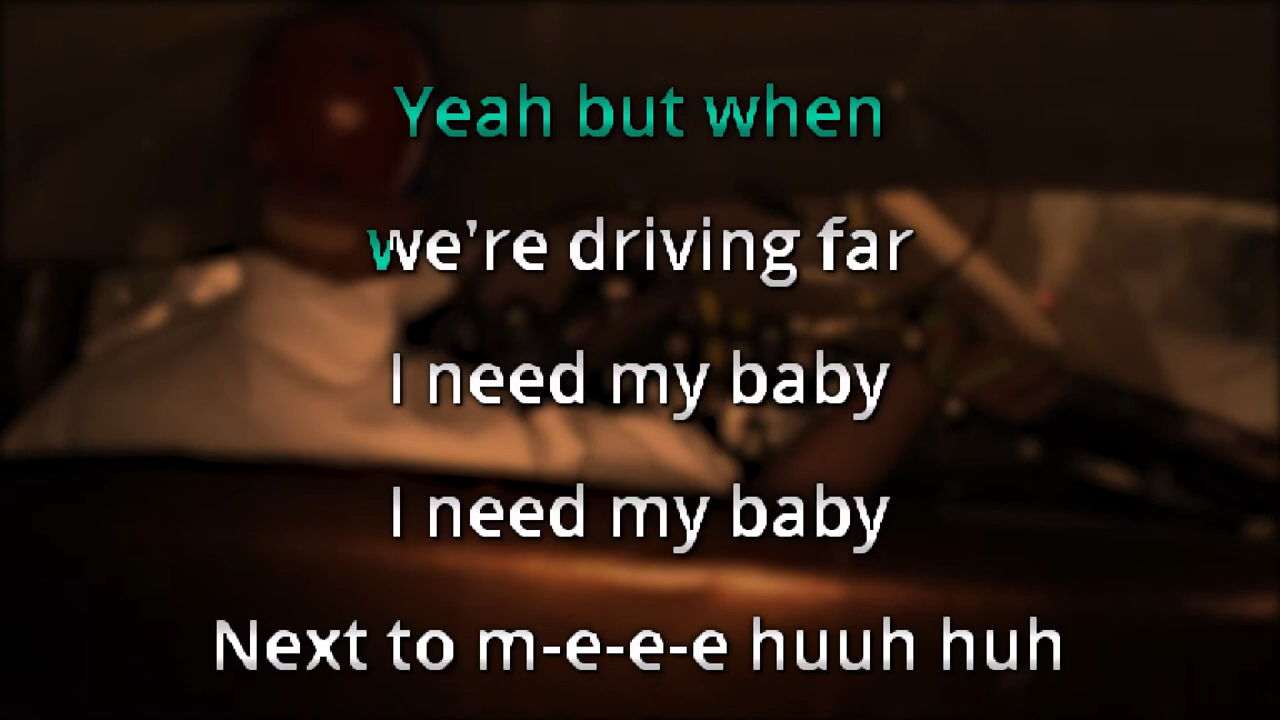 Yeah but when
we're driving far
I need my baby
I need my baby
Next to m-e-e-e huuh huh